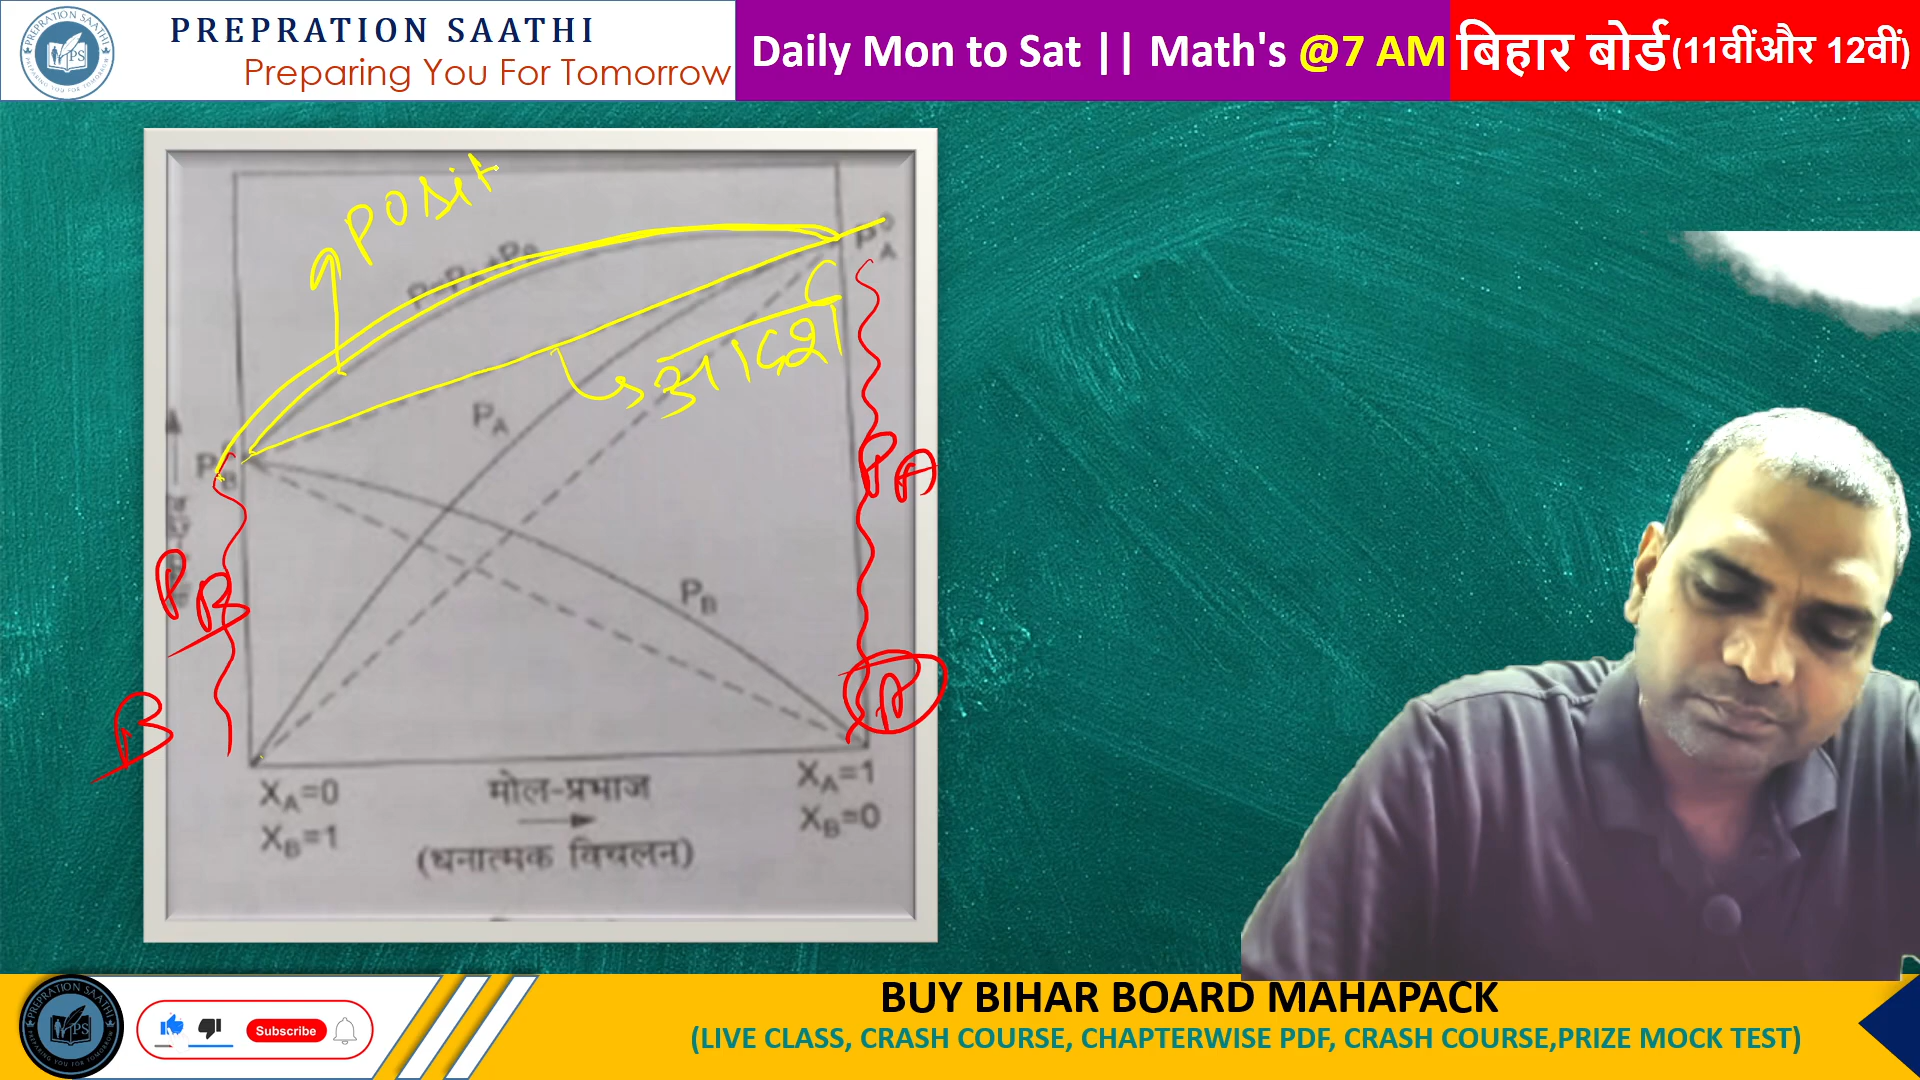 PREPRATION SAATHI
Preparing You For Tomorrow
Daily Mon to Sat || Math's @7 AM
बिहार बोर्ड(11वींऔर 12वीं)
Posit
P°A
आदर्श
PA
PA
P°B
PB
PB
A
B
XA=0
XB=1
मोल-प्रभाज
XA=1
XB=0
(धनात्मक विचलन)
PS
Subscribe
BUY BIHAR BOARD MAHAPACK
(LIVE CLASS, CRASH COURSE, CHAPTERWISE PDF, CRASH COURSE,PRIZE MOCK TEST)